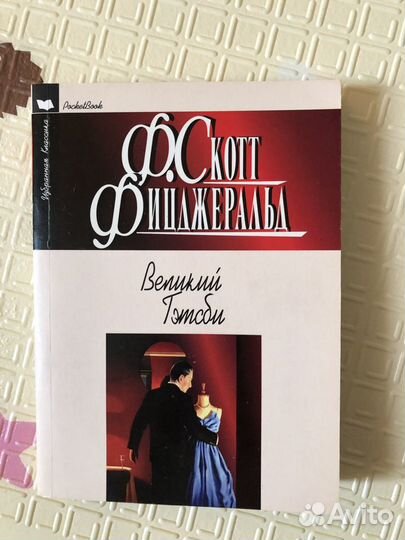 PocketBook
Избранная Классика
Ф. Скотт
Фицджеральд
Великий
Гэтсби
Avito